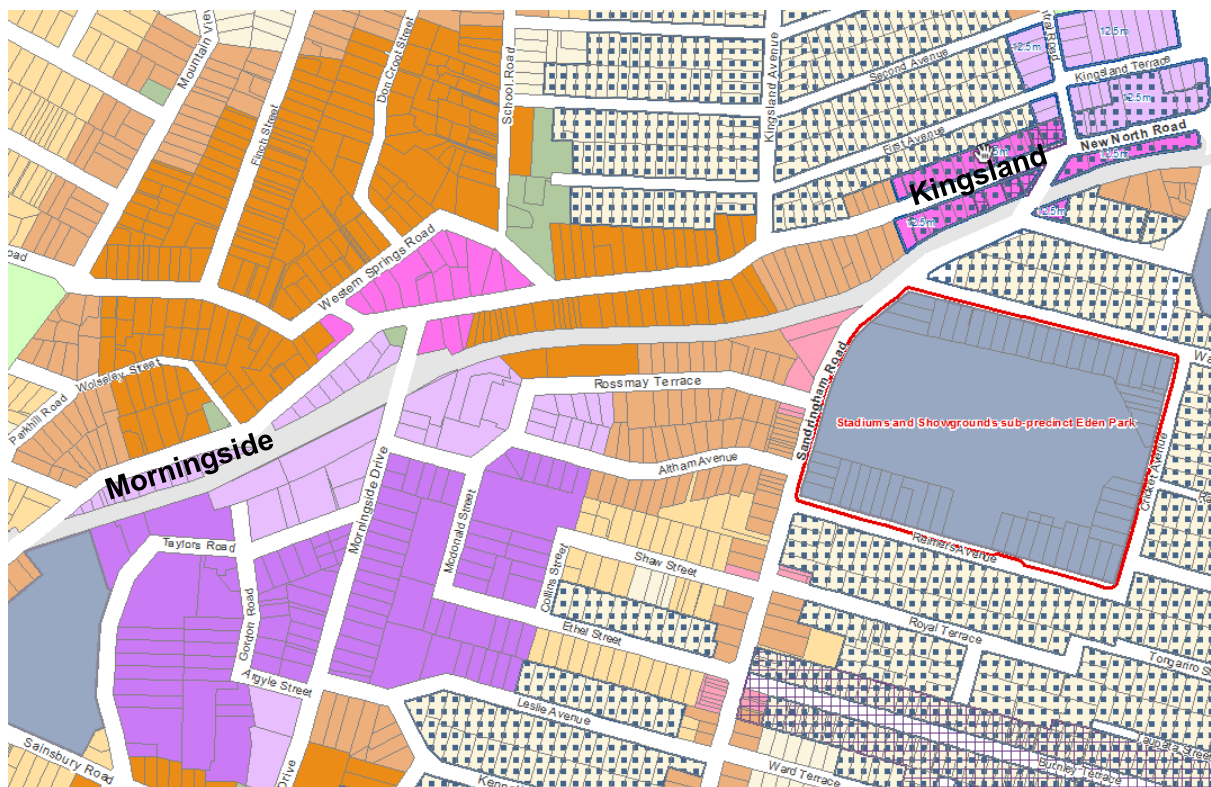 Mountain View
Finch Street
Don Croot Street
School Road
Kingsland Avenue
Second Avenue
First Avenue
12.5m
12.5m
Kingsland Terrace
12.5m
New North Road
12.5m
Kingsland
12.5m
12.5m
Western Springs Road
Wolseley Street
Parkhill Road
Morningside
Rossmay Terrace
Sandringham Road
Stadiums and Showgrounds sub-precinct Eden Park
Cricket Avenue
Altham Avenue
Morningside Drive
Mcdonald Street
Taylors Road
Gordon Road
Argyle Street
Collins Street
Shaw Street
Ethel Street
Reimers Avenue
Royal Terrace
Tongariro S
Leslie Avenue
Taupata Street
Burnley Terrace
Ward Terrace
Sainsbury Road
Drive
Kenn